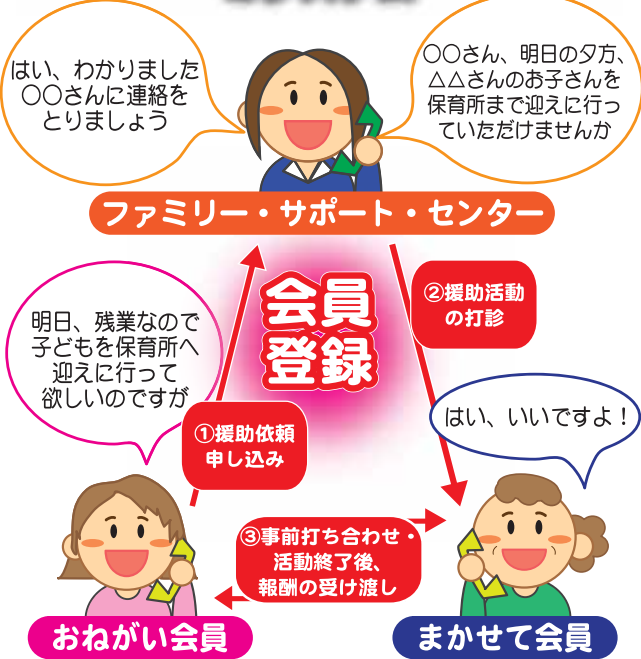 はい、わかりました
〇〇さんに連絡を
とりましょう
〇〇さん、明日の夕方、
△△さんのお子さんを
保育所まで迎えに行っ
ていただけませんか
ファミリー・サポート・センター
会員
登録
②援助活動
の打診
明日、残業なので
子どもを保育所へ
迎えに行って
欲しいのですが
①援助依頼
申し込み
はい、いいですよ！
③事前打ち合わせ・
活動終了後、
報酬の受け渡し
おねがい会員
まかせて会員